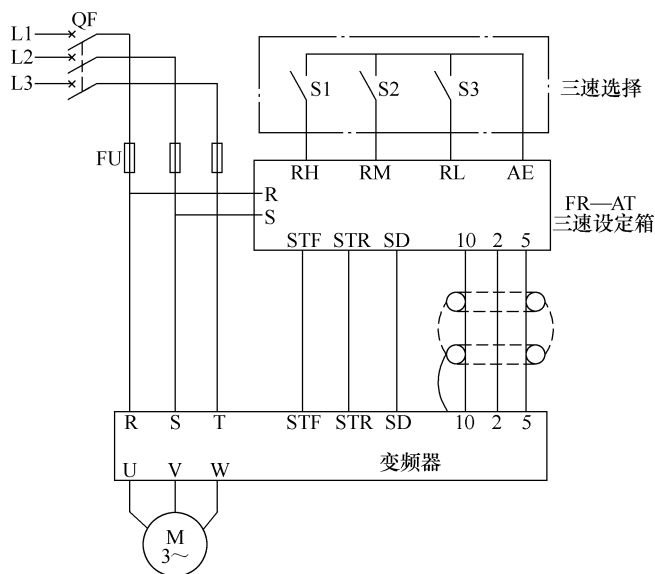 QF
L1
L2
L3
S1 S2 S3
三速选择
FU
RH RM RL AE
R
S
FR—AT
三速设定箱
STF STR SD 10 2 5
R S T STF STR SD 10 2 5
变频器
U V W
M
3～